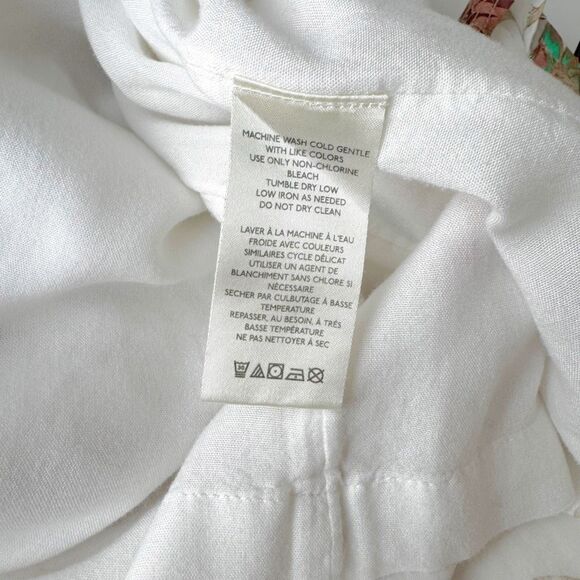 MACHINE WASH COLD GENTLE
WITH LIKE COLORS
USE ONLY NON-CHLORINE
BLEACH
TUMBLE DRY LOW
LOW IRON AS NEEDED
DO NOT DRY CLEAN
LAVER À LA MACHINE À L'EAU
FROIDE AVEC COULEURS
SIMILAIRES CYCLE DÉLICAT
UTILISER UN AGENT DE
BLANCHIMENT SANS CHLORE SI
NÉCESSAIRE
SECHER PAR CULBUTAGE À BASSE
TEMPERATURE
REPASSER, AU BESOIN, À TRÈS
BASSE TEMPÉRATURE
NE PAS NETTOYER À SEC
30